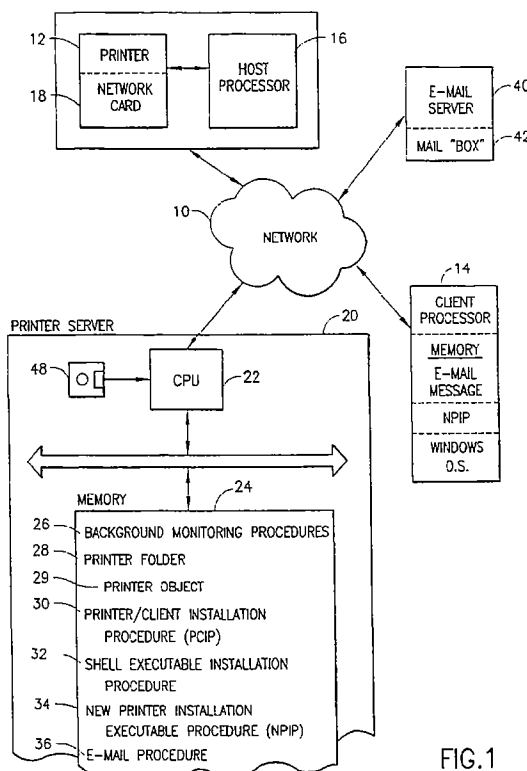 12
PRINTER
18
NETWORK
CARD
HOST
PROCESSOR
16
E-MAIL
SERVER
40
MAIL "BOX"
42
10
NETWORK
14
CLIENT
PROCESSOR
MEMORY
E-MAIL
MESSAGE
NPIP
WINDOWS
O.S.
PRINTER SERVER
20
48
CPU
22
MEMORY
24
26 BACKGROUND MONITORING PROCEDURES
28 PRINTER FOLDER
29 PRINTER OBJECT
30 PRINTER/CLIENT INSTALLATION
PROCEDURE (PCIP)
32 SHELL EXECUTABLE INSTALLATION
PROCEDURE
34 NEW PRINTER INSTALLATION
EXECUTABLE PROCEDURE (NPIP)
36 E-MAIL PROCEDURE
FIG.1